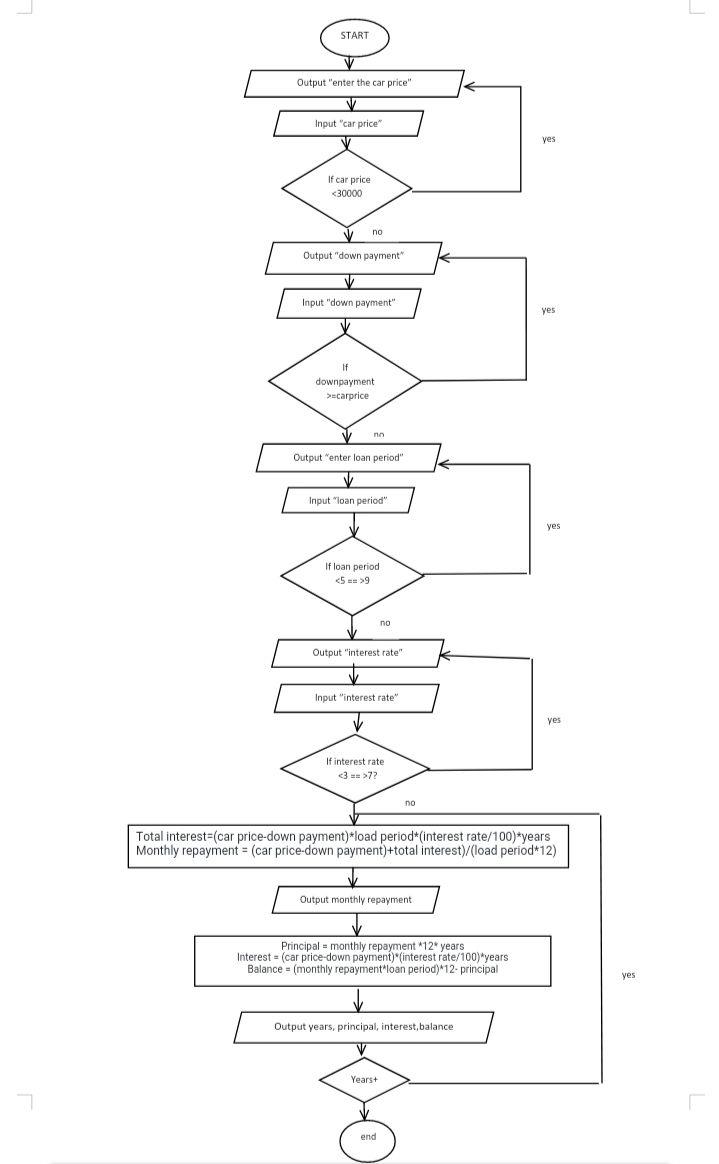 START
Output “enter the car price”
Input “car price”
yes
If car price
<30000
no
Output “down payment”
Input “down payment”
yes
If
downpayment
>=carprice
no
Output “enter loan period”
Input “loan period”
yes
If loan period
<5 == >9
no
Output “interest rate”
Input “interest rate”
yes
If interest rate
<3 == >7?
no
Total interest=(car price-down payment)*load period*(interest rate/100)*years
Monthly repayment = (car price-down payment)+total interest)/(load period*12)
Output monthly repayment
Principal = monthly repayment *12* years
Interest = (car price-down payment)*(interest rate/100)*years
Balance = (monthly repayment*loan period)*12- principal
yes
Output years, principal, interest,balance
Years+
end